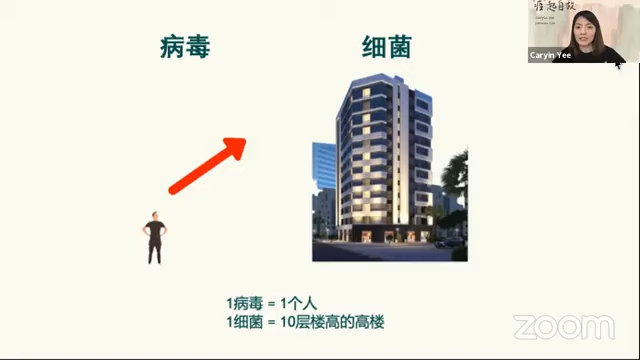 病毒
细菌
Caryin Yee
1病毒 = 1个人
1细菌 = 10层楼高的高楼
zoom